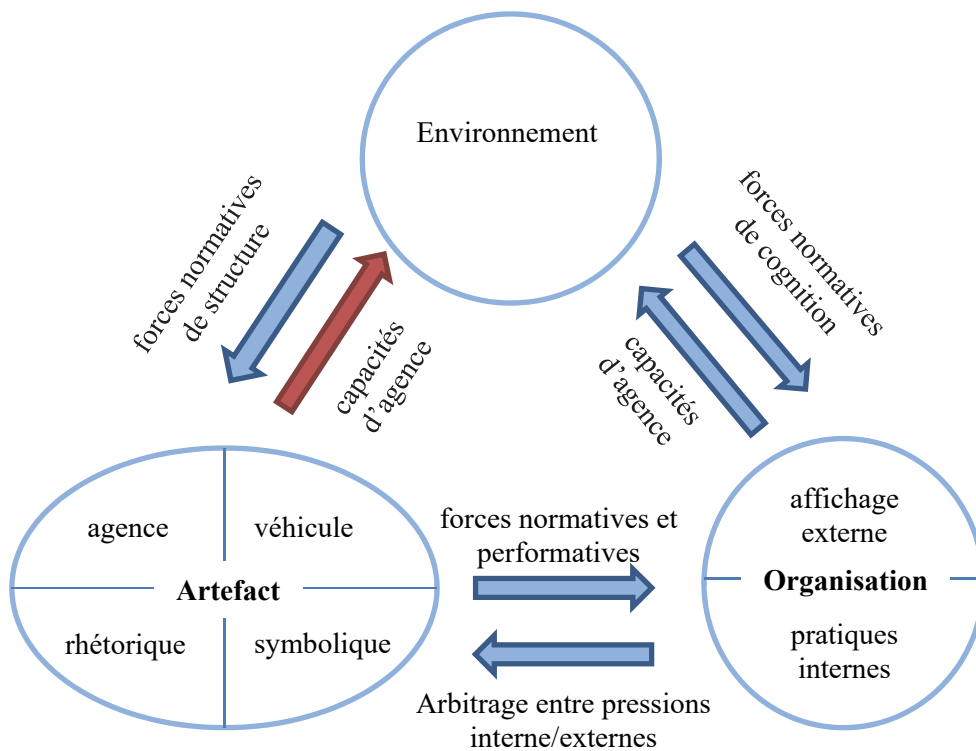 Environnement
forces normatives
de structure
capacités
d’agence
forces normatives
de cognition
capacités
d’agence
agence
véhicule
Artefact
rhétorique
symbolique
forces normatives et
performatives
Arbitrage entre pressions
interne/externes
affichage
externe
Organisation
pratiques
internes